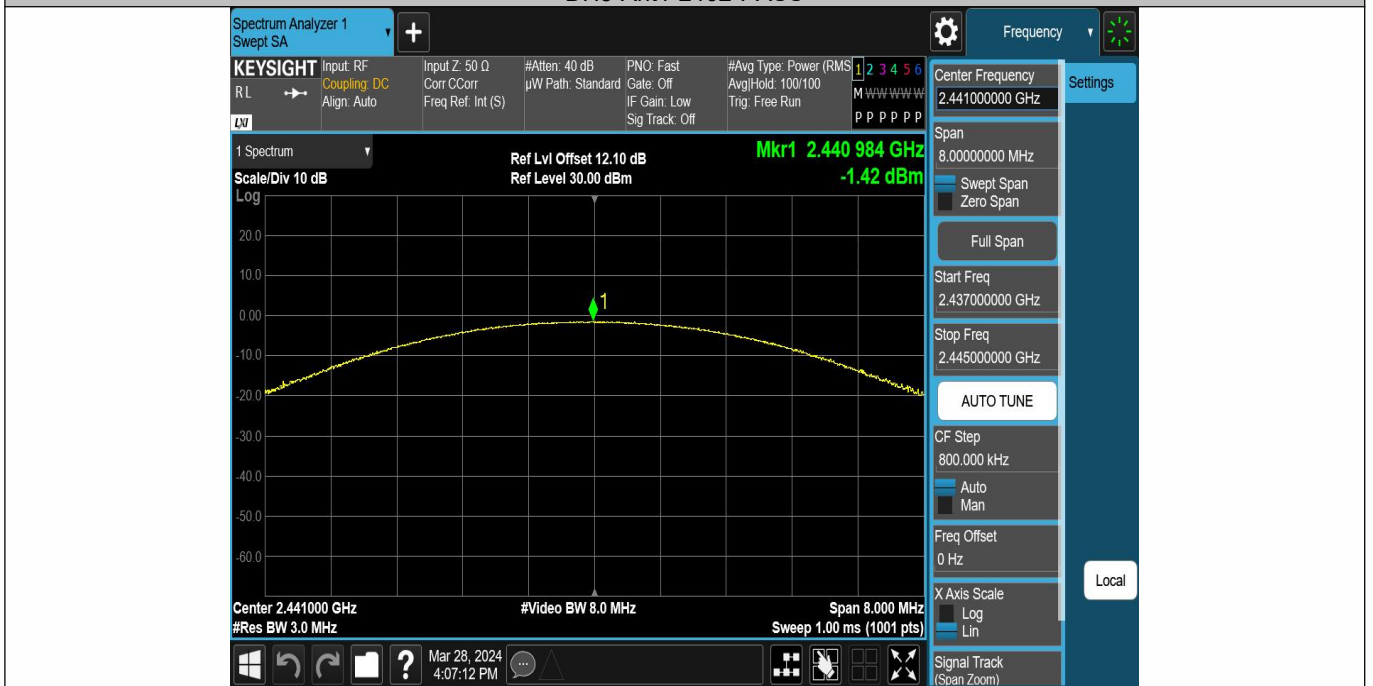 Spectrum Analyzer 1
Swept SA
Frequency
KEYSIGHT
RL
LXI
Input: RF
Coupling: DC
Align: Auto
Input Z: 50 Ω
Corr CCorr
Freq Ref: Int (S)
#Atten: 40 dB
µW Path: Standard
PNO: Fast
Gate: Off
IF Gain: Low
Sig Track: Off
#Avg Type: Power (RMS
Avg|Hold: 100/100
Trig: Free Run
1 2 3 4 5 6
M W W W W W
P P P P P P
1 Spectrum
Scale/Div 10 dB
Ref Lvl Offset 12.10 dB
Ref Level 30.00 dBm
Mkr1 2.440 984 GHz
-1.42 dBm
Log
20.0
10.0
0.00
-10.0
-20.0
-30.0
-40.0
-50.0
-60.0
1
Center 2.441000 GHz
#Res BW 3.0 MHz
#Video BW 8.0 MHz
Span 8.000 MHz
Sweep 1.00 ms (1001 pts)
Mar 28, 2024
4:07:12 PM
Center Frequency
2.441000000 GHz
Settings
Span
8.00000000 MHz
Swept Span
Zero Span
Full Span
Start Freq
2.437000000 GHz
Stop Freq
2.445000000 GHz
AUTO TUNE
CF Step
800.000 kHz
Auto
Man
Freq Offset
0 Hz
Local
X Axis Scale
Log
Lin
Signal Track
(Span Zoom)